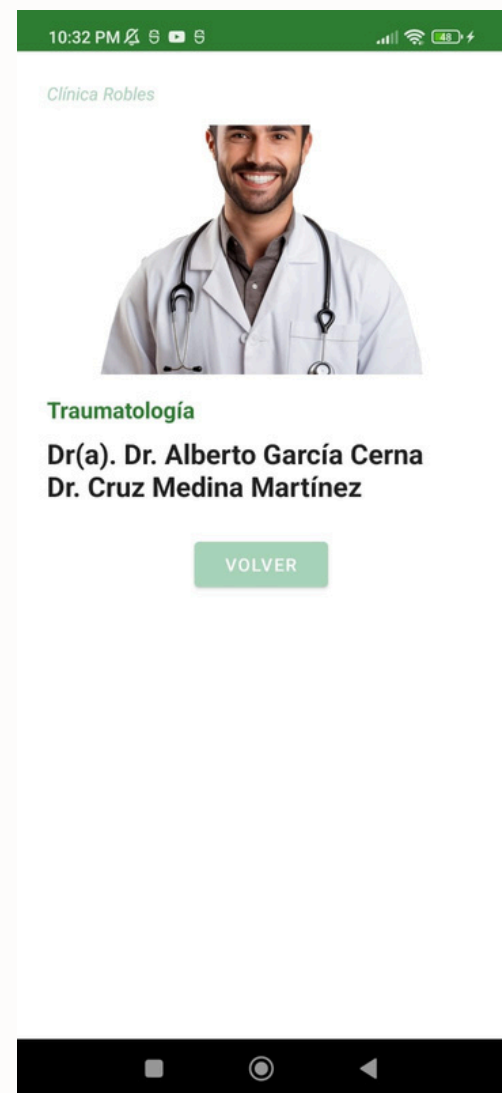 10:32 PM
48
Clínica Robles
Traumatología
Dr(a). Dr. Alberto García Cerna
Dr. Cruz Medina Martínez
VOLVER